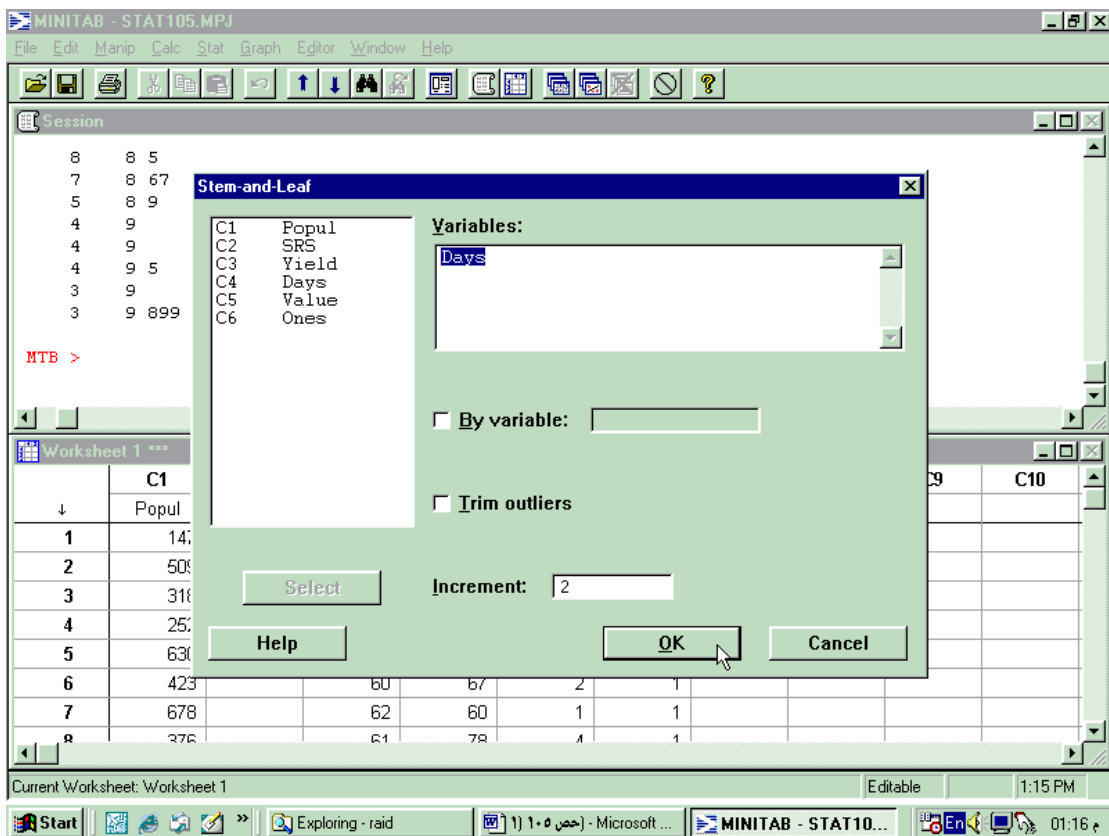 MINITAB - STAT105.MPJ
File Edit Manip Calc Stat Graph Editor Window Help
Session
8 8 5
7 8 67
5 8 9
4 9
4 9
4 9 5
3 9
3 9 899
MTB >
Stem-and-Leaf
C1 Popul
C2 SRS
C3 Yield
C4 Days
C5 Value
C6 Ones
Variables:
Days
By variable:
Trim outliers
Select
Increment: 2
Help OK Cancel
Worksheet 1 ***
C1 C9 C10
↓ Popul
1
2
3
4
5
6 423 60 67 2 1
7 678 62 60 1 1
8 376 61 78 4 1
Current Worksheet: Worksheet 1 Editable 1:15 PM
Start » Exploring - raid (حص ١٠٥ (1 - Microsoft ... MINITAB - STAT10... En 01:16 م